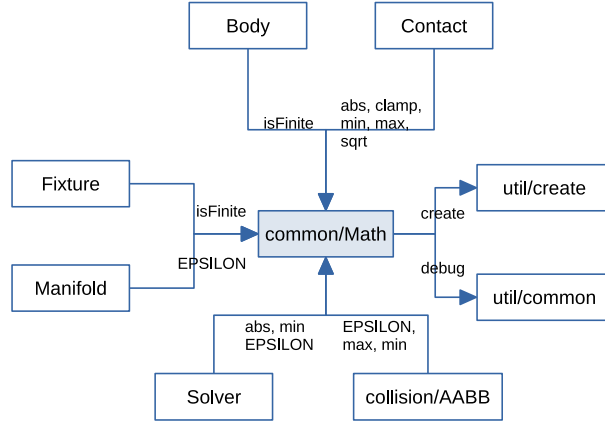 Body
Contact
isFinite
abs, clamp,
min, max,
sqrt
Fixture
isFinite
common/Math
create
util/create
Manifold
EPSILON
debug
util/common
abs, min
EPSILON
EPSILON,
max, min
Solver
collision/AABB